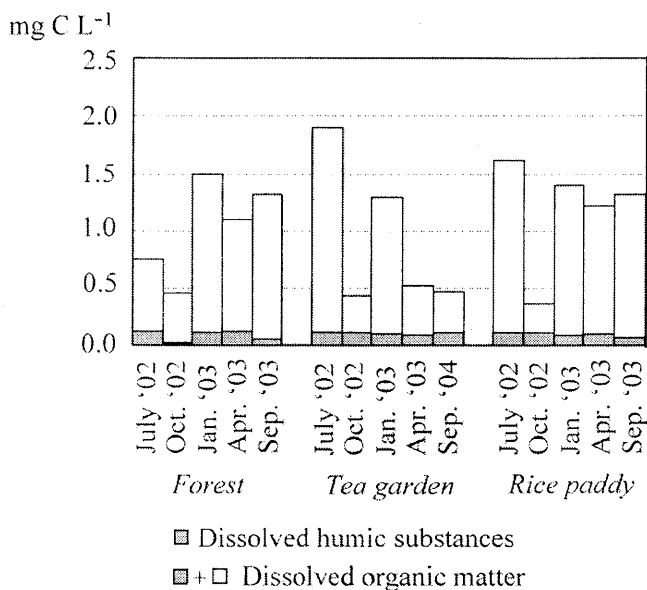 mg C L⁻¹
2.5
2.0
1.5
1.0
0.5
0.0
July ‘02
Oct. ‘02
Jan. ‘03
Apr. ‘03
Sep. ‘03
July ‘02
Oct. ‘02
Jan. ‘03
Apr. ‘03
Sep. ‘04
July ‘02
Oct. ‘02
Jan. ‘03
Apr. ‘03
Sep. ‘03
Forest Tea garden Rice paddy
Dissolved humic substances
+ Dissolved organic matter